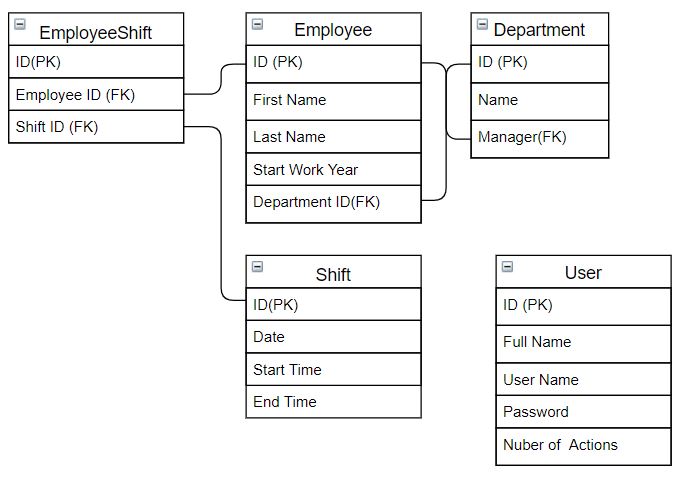 EmployeeShift
ID(PK)
Employee ID (FK)
Shift ID (FK)
Employee
ID (PK)
First Name
Last Name
Start Work Year
Department ID(FK)
Department
ID (PK)
Name
Manager(FK)
Shift
ID(PK)
Date
Start Time
End Time
User
ID (PK)
Full Name
User Name
Password
Nuber of  Actions